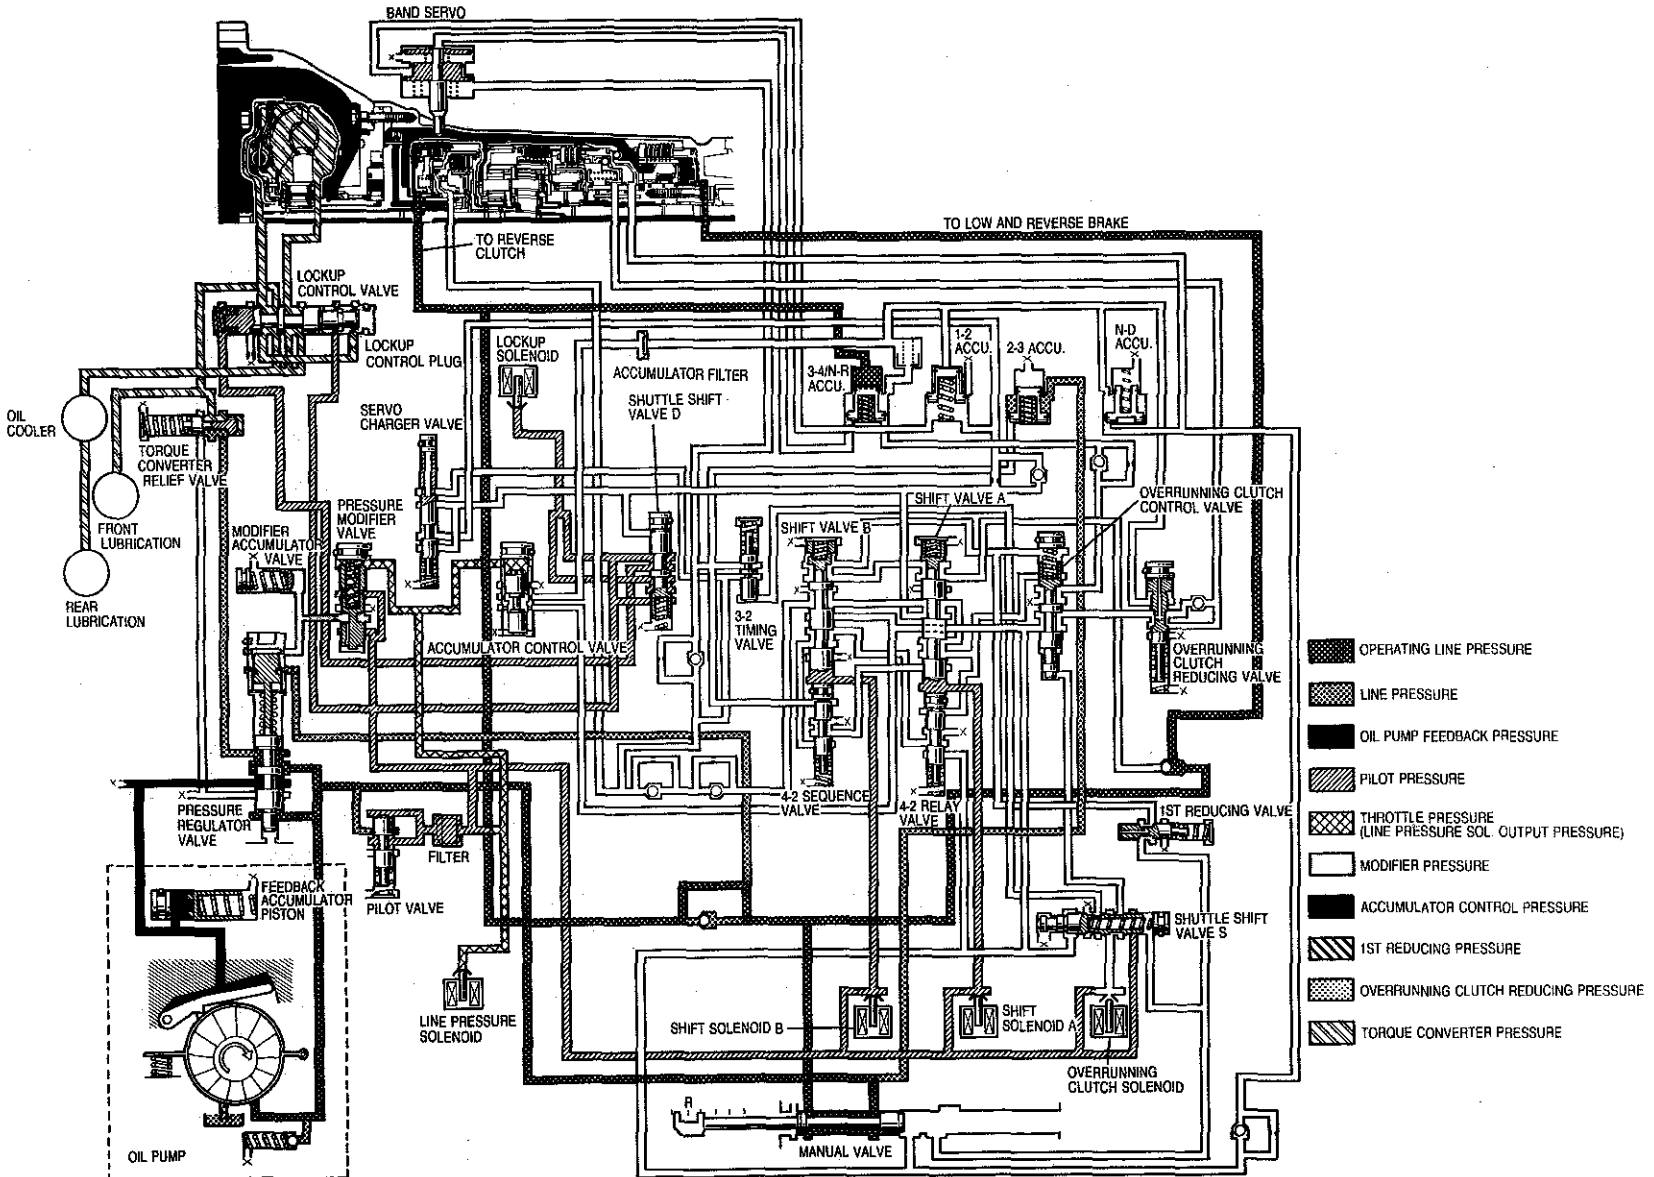 BAND SERVO
TO LOW AND REVERSE BRAKE
TO REVERSE
CLUTCH
LOCKUP
CONTROL VALVE
LOCKUP
CONTROL PLUG
LOCKUP
SOLENOID
ACCUMULATOR FILTER
SHUTTLE SHIFT
VALVE D
3-4/N-R
ACCU.
1-2
ACCU.
2-3 ACCU.
N-D
ACCU.
OIL
COOLER
SERVO
CHARGER VALVE
TORQUE
CONVERTER
RELIEF VALVE
FRONT
LUBRICATION
PRESSURE
MODIFIER
VALVE
MODIFIER
ACCUMULATOR
VALVE
REAR
LUBRICATION
ACCUMULATOR CONTROL VALVE
3-2
TIMING
VALVE
SHIFT VALVE B
SHIFT VALVE A
OVERRUNNING CLUTCH
CONTROL VALVE
OVERRUNNING
CLUTCH
REDUCING VALVE
PRESSURE
REGULATOR
VALVE
FILTER
PILOT VALVE
4-2 SEQUENCE
VALVE
4-2 RELAY
VALVE
1ST REDUCING VALVE
FEEDBACK
ACCUMULATOR
PISTON
SHUTTLE SHIFT
VALVE S
LINE PRESSURE
SOLENOID
SHIFT SOLENOID B
SHIFT
SOLENOID A
OVERRUNNING
CLUTCH SOLENOID
R
MANUAL VALVE
OIL PUMP
OPERATING LINE PRESSURE
LINE PRESSURE
OIL PUMP FEEDBACK PRESSURE
PILOT PRESSURE
THROTTLE PRESSURE
(LINE PRESSURE SOL. OUTPUT PRESSURE)
MODIFIER PRESSURE
ACCUMULATOR CONTROL PRESSURE
1ST REDUCING PRESSURE
OVERRUNNING CLUTCH REDUCING PRESSURE
TORQUE CONVERTER PRESSURE